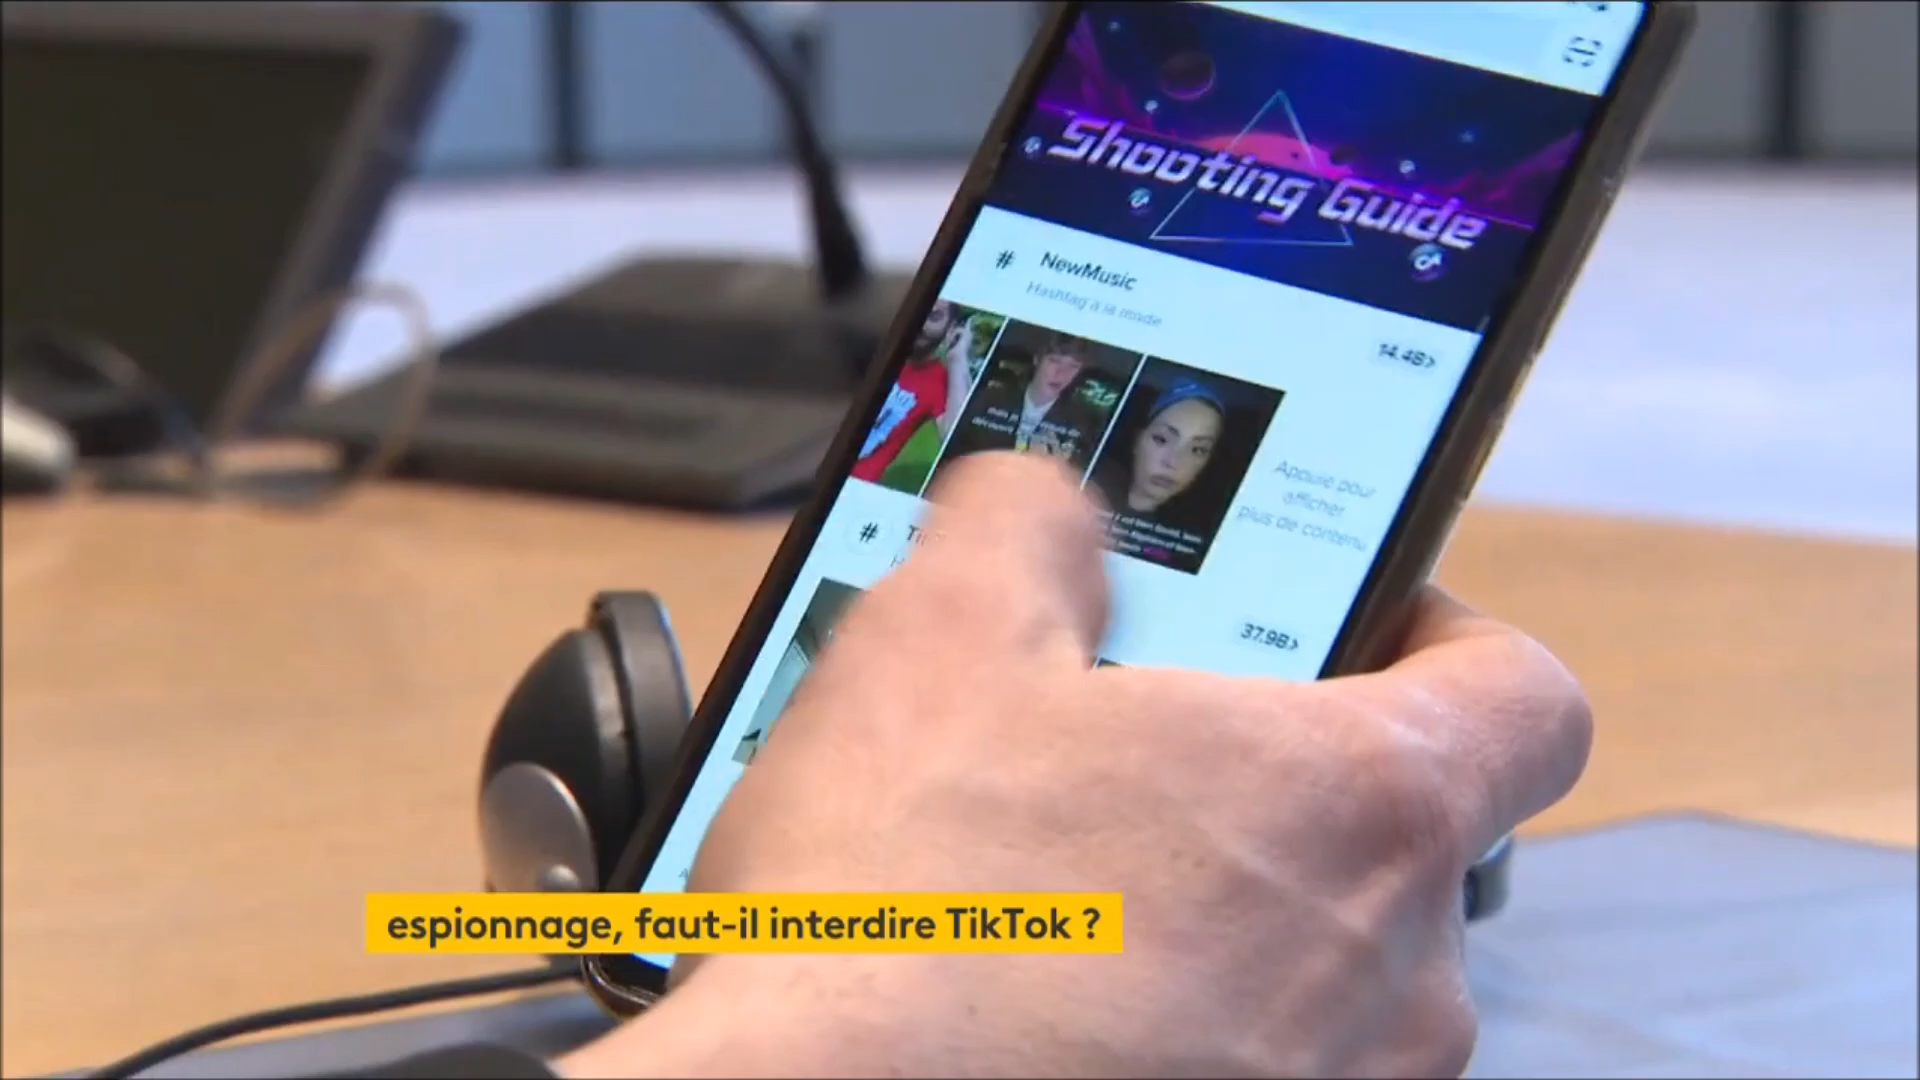 Shooting Guide
# NewMusic
Hashtag à la mode
14.4B>
Appuie pour
afficher
plus de contenu
#
37.9B>
espionnage, faut-il interdire TikTok ?